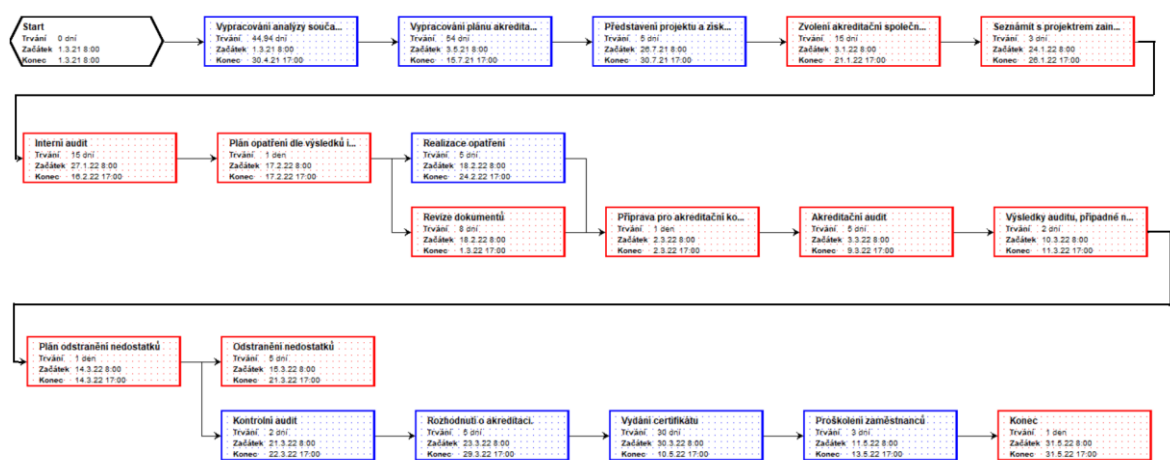 Start
Trvání 0 dní
Začátek 1.3.21 8:00
Konec 1.3.21 8:00
Vypracování analýzy souča...
Trvání 44,94 dní
Začátek 1.3.21 8:00
Konec 30.4.21 17:00
Vypracování plánu akredita...
Trvání 54 dní
Začátek 3.5.21 8:00
Konec 15.7.21 17:00
Představení projektu a získ...
Trvání 5 dní
Začátek 26.7.21 8:00
Konec 30.7.21 17:00
Zvolení akreditační společn...
Trvání 15 dní
Začátek 3.1.22 8:00
Konec 21.1.22 17:00
Seznámit s projektrem zain...
Trvání 3 dní
Začátek 24.1.22 8:00
Konec 26.1.22 17:00
Interní audit
Trvání 15 dní
Začátek 27.1.22 8:00
Konec 16.2.22 17:00
Plán opatření dle výsledků i...
Trvání 1 den
Začátek 17.2.22 8:00
Konec 17.2.22 17:00
Realizace opatření
Trvání 5 dní
Začátek 18.2.22 8:00
Konec 24.2.22 17:00
Revize dokumentů
Trvání 8 dní
Začátek 18.2.22 8:00
Konec 1.3.22 17:00
Příprava pro akreditační ko...
Trvání 1 den
Začátek 2.3.22 8:00
Konec 2.3.22 17:00
Akreditační audit
Trvání 5 dní
Začátek 3.3.22 8:00
Konec 9.3.22 17:00
Výsledky auditu, případné n...
Trvání 2 dní
Začátek 10.3.22 8:00
Konec 11.3.22 17:00
Plán odstranění nedostatků
Trvání 1 den
Začátek 14.3.22 8:00
Konec 14.3.22 17:00
Odstranění nedostatků
Trvání 5 dní
Začátek 15.3.22 8:00
Konec 21.3.22 17:00
Kontrolní audit
Trvání 2 dní
Začátek 21.3.22 8:00
Konec 22.3.22 17:00
Rozhodnutí o akreditaci.
Trvání 5 dní
Začátek 23.3.22 8:00
Konec 29.3.22 17:00
Vydání certifikátu
Trvání 30 dní
Začátek 30.3.22 8:00
Konec 10.5.22 17:00
Proškolení zaměstnanců
Trvání 3 dní
Začátek 11.5.22 8:00
Konec 13.5.22 17:00
Konec
Trvání 1 den
Začátek 31.5.22 8:00
Konec 31.5.22 17:00